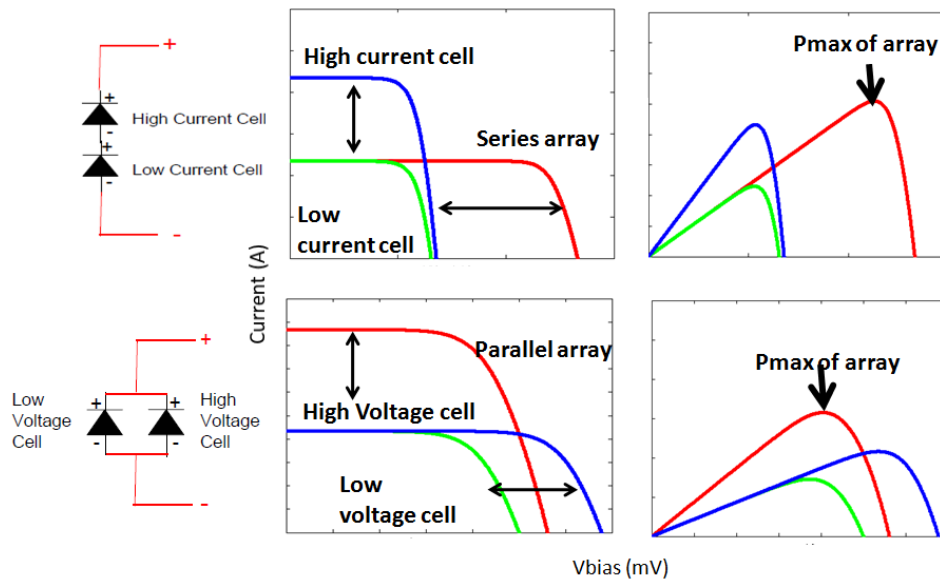 +
+
High Current Cell
-
+
Low Current Cell
-
-
High current cell
Series array
Low
current cell
Pmax of array
Current (A)
+
Low
Voltage
Cell
+
-
+
-
High
Voltage
Cell
-
Parallel array
High Voltage cell
Low
voltage cell
Pmax of array
Vbias (mV)